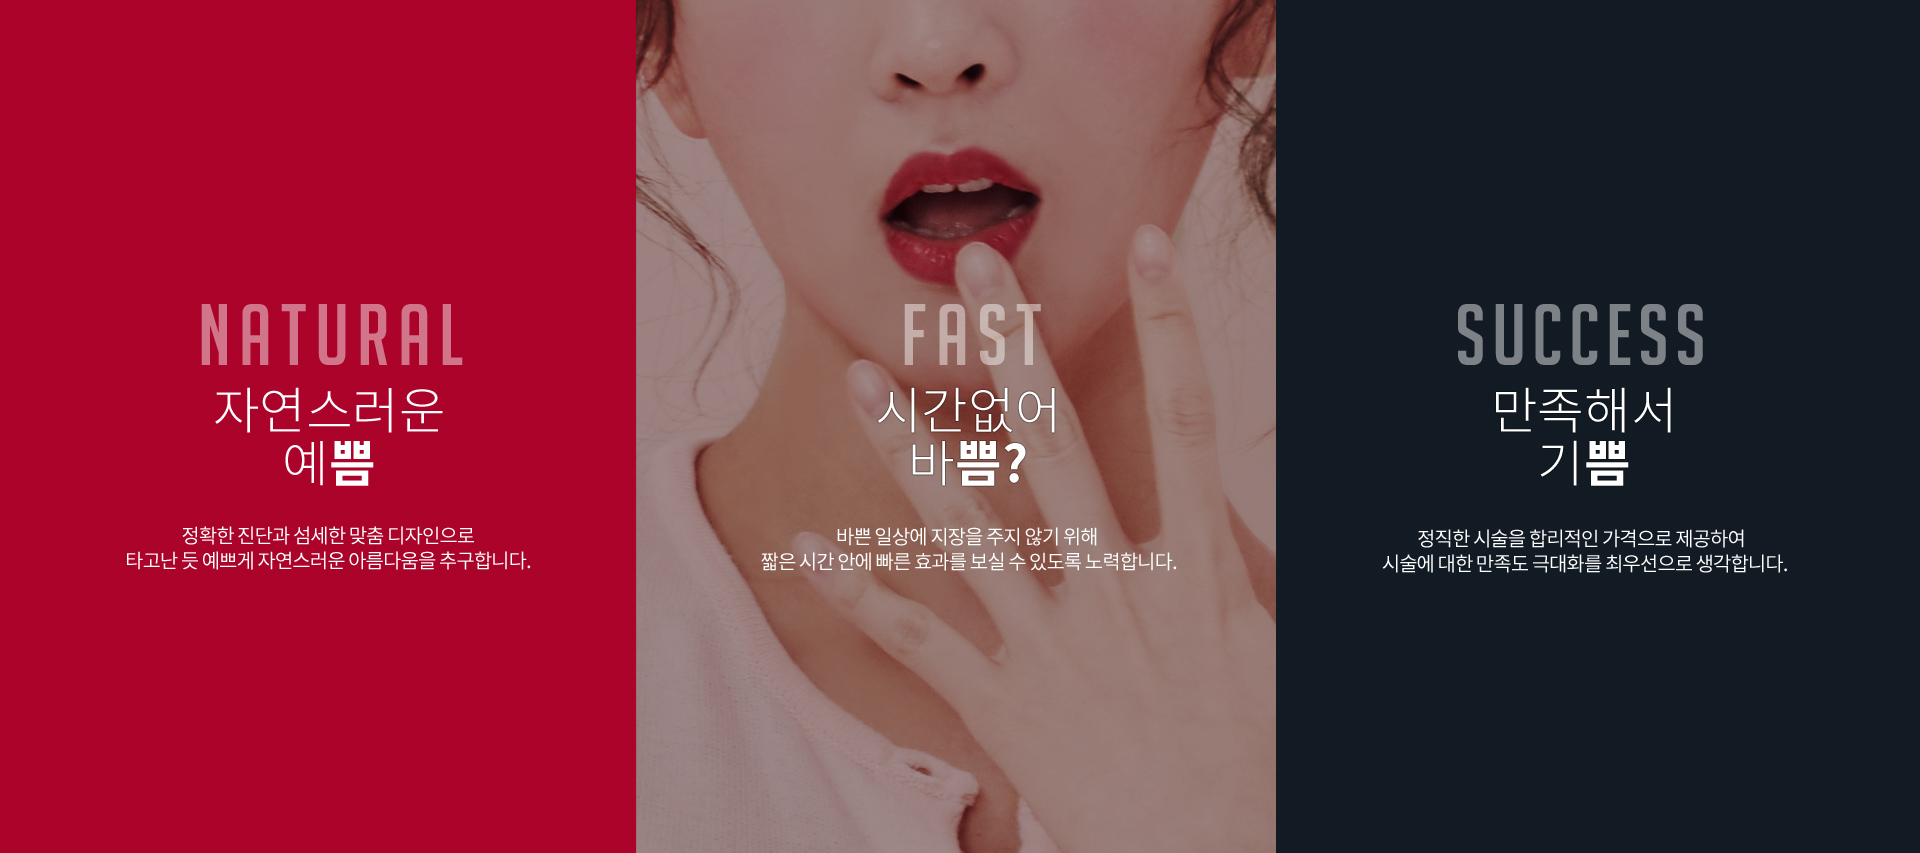 NATURAL
자연스러운
예쁨
정확한 진단과 섬세한 맞춤 디자인으로
타고난 듯 예쁘게 자연스러운 아름다움을 추구합니다.
FAST
시간없어
바쁨?
바쁜 일상에 지장을 주지 않기 위해
짧은 시간 안에 빠른 효과를 보실 수 있도록 노력합니다.
SUCCESS
만족해서
기쁨
정직한 시술을 합리적인 가격으로 제공하여
시술에 대한 만족도 극대화를 최우선으로 생각합니다.